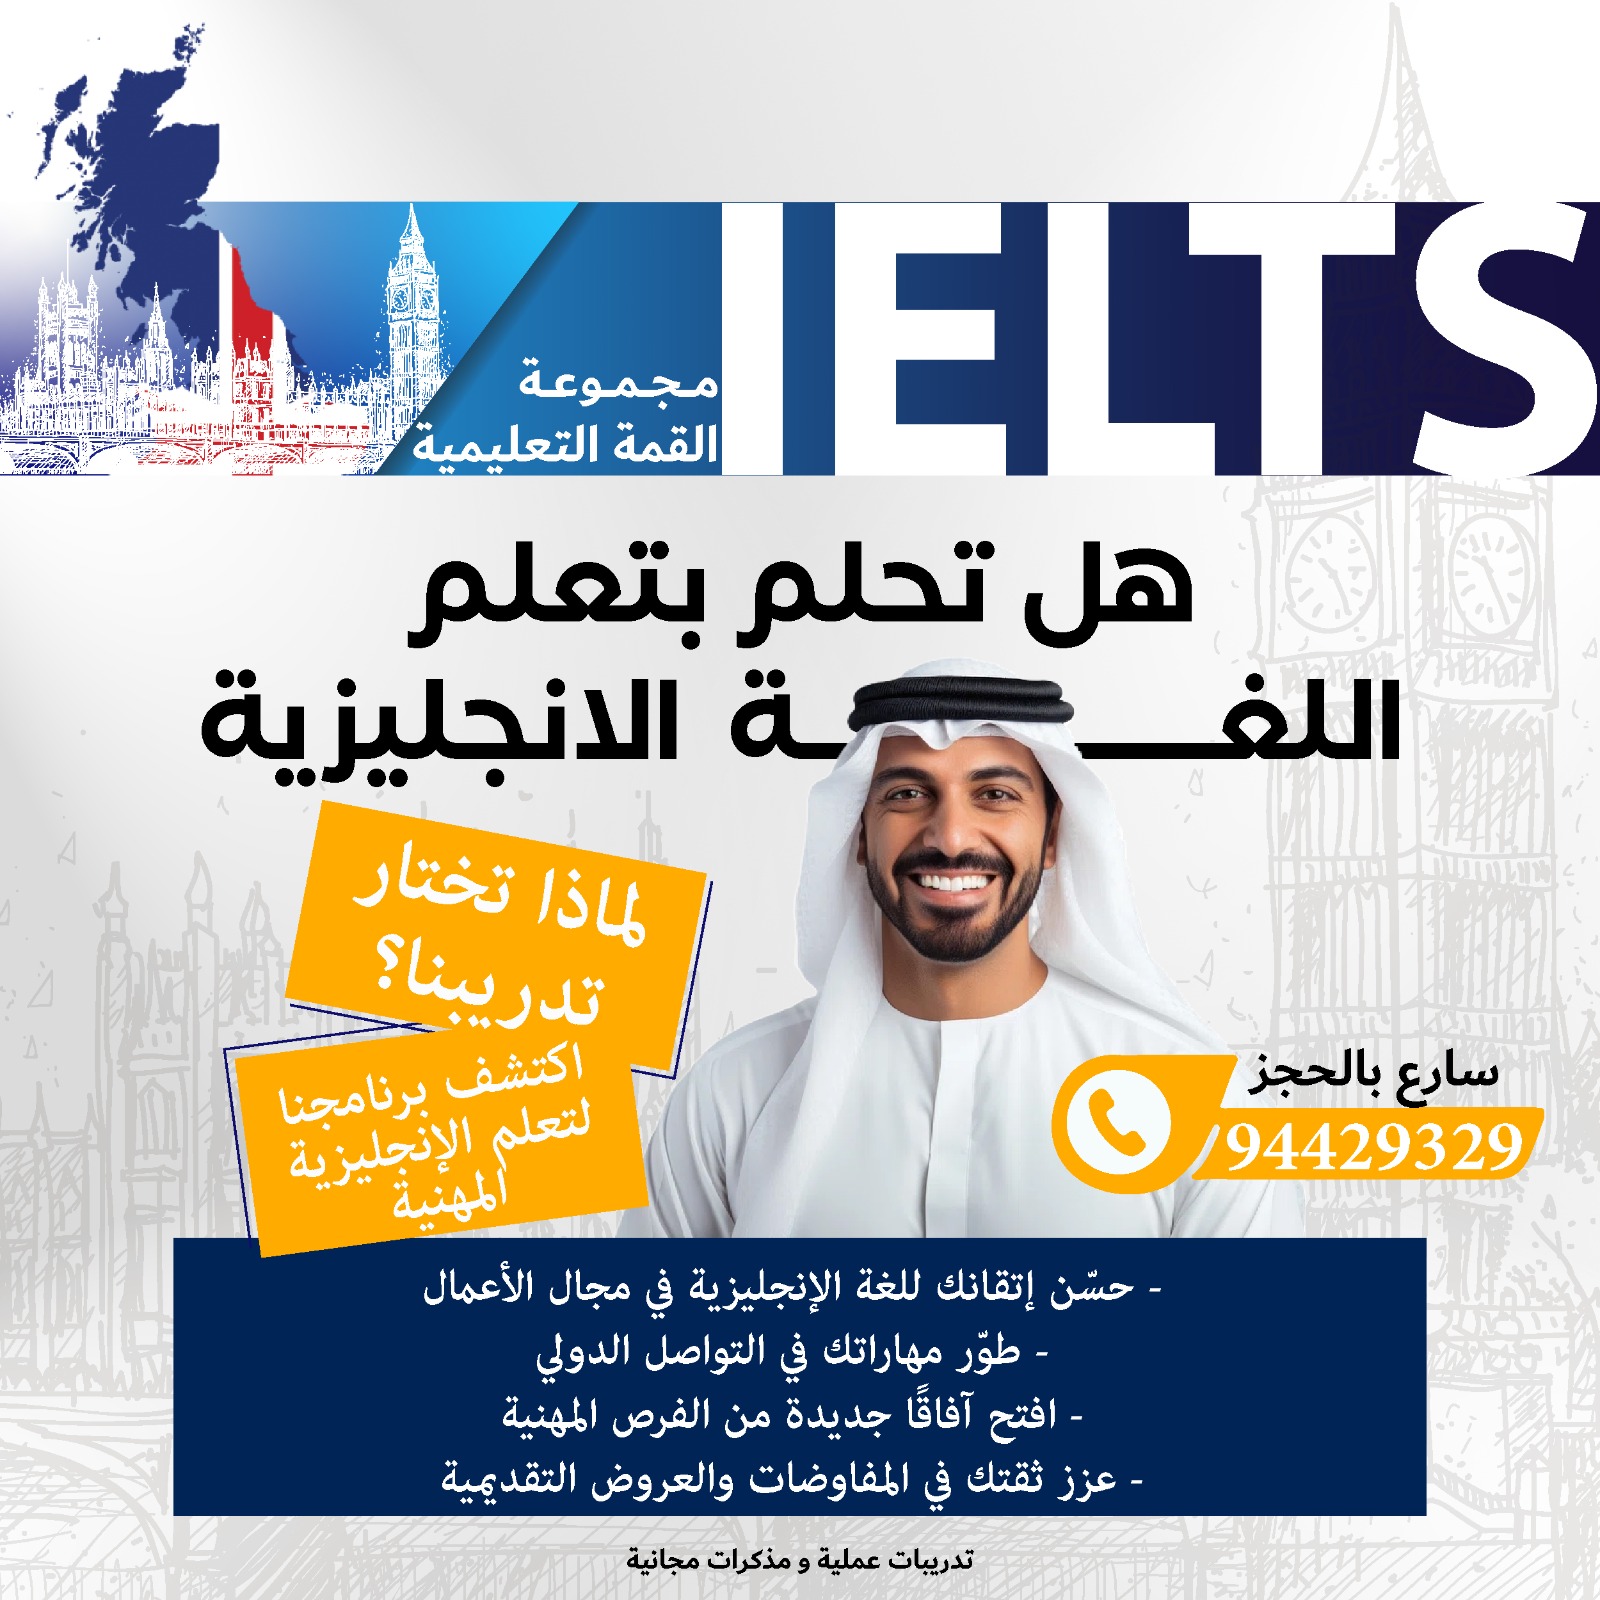 IELTS
مجموعة
القمة التعليمية
هل تحلم بتعلم
اللغـــــة الانجليزية
لماذا تختار
تدريبنا؟
اكتشف برنامجنا
لتعلم الإنجليزية
المهنية
سارع بالحجز
94429329
- حسّن إتقانك للغة الإنجليزية في مجال الأعمال
- طوّر مهاراتك في التواصل الدولي
- افتح آفاقًا جديدة من الفرص المهنية
- عزز ثقتك في المفاوضات والعروض التقديمية
تدريبات عملية و مذكرات مجانية